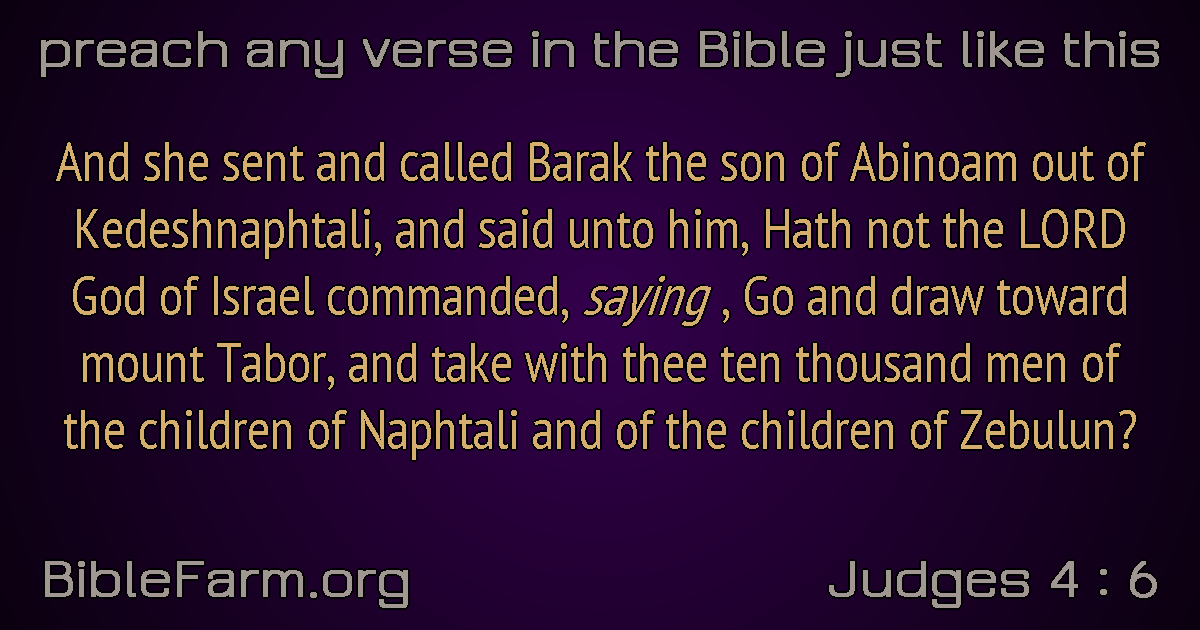 preach any verse in the Bible just like this
And she sent and called Barak the son of Abinoam out of
Kedeshnaphtali, and said unto him, Hath not the LORD
God of Israel commanded, saying , Go and draw toward
mount Tabor, and take with thee ten thousand men of
the children of Naphtali and of the children of Zebulun?
BibleFarm.org
Judges 4 : 6